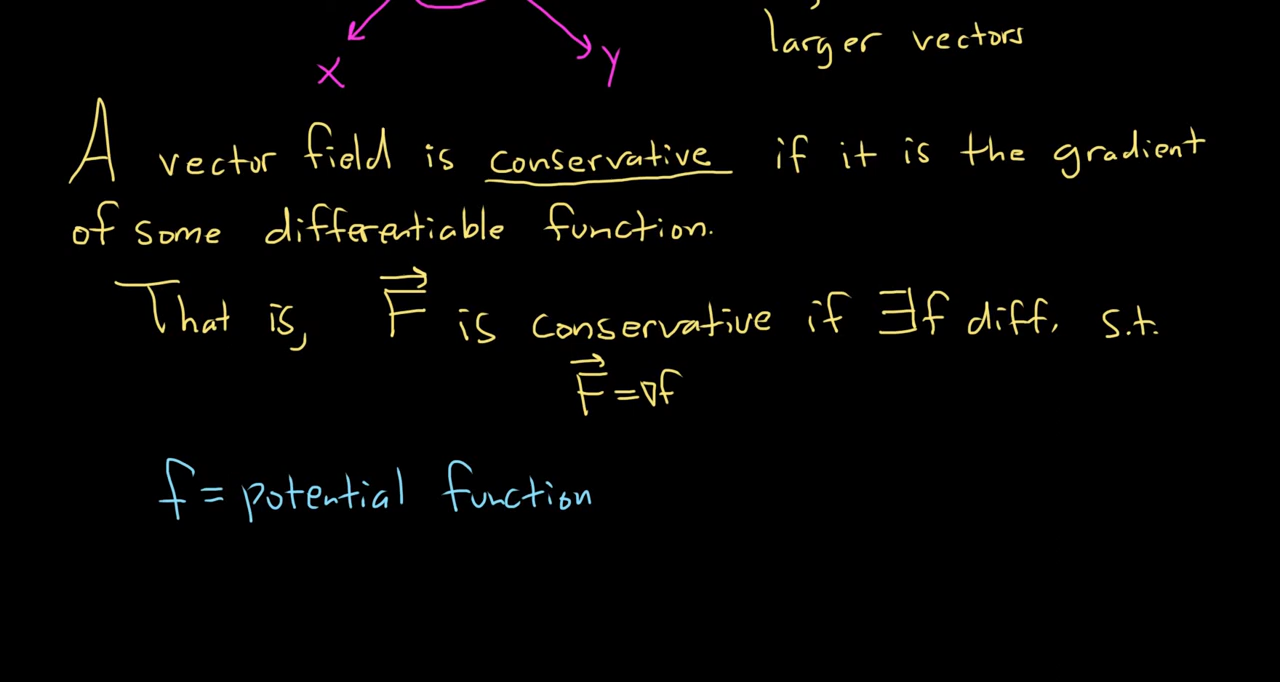 larger vectors
x
y
A vector field is conservative if it is the gradient
of some differentiable function.
That is, F⃗ is conservative if ∃f diff. s.t.
F⃗ = ∇f
f = potential function